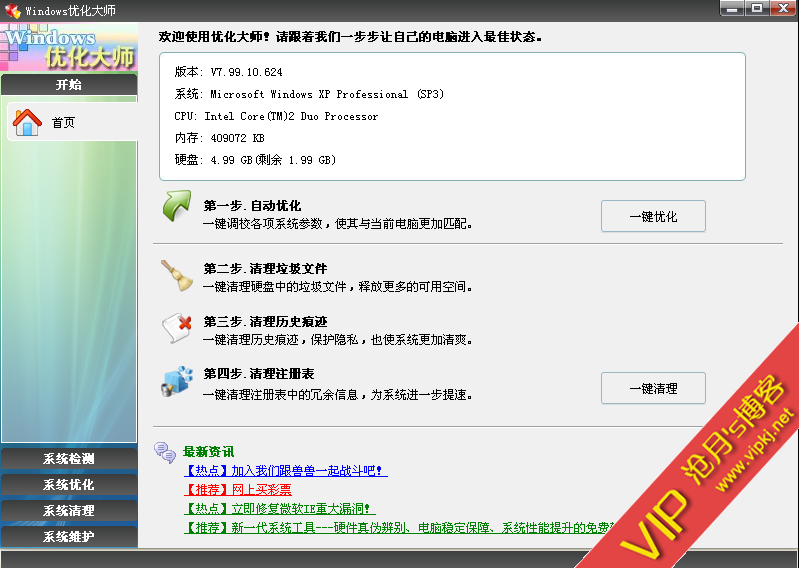 Windows优化大师
Windows
优化大师
开始
首页
系统检测
系统优化
系统清理
系统维护
欢迎使用优化大师！请跟着我们一步步让自己的电脑进入最佳状态。
版本: V7.99.10.624
系统: Microsoft Windows XP Professional (SP3)
CPU: Intel Core(TM)2 Duo Processor
内存: 409072 KB
硬盘: 4.99 GB(剩余 1.99 GB)
第一步.自动优化
一键调校各项系统参数，使其与当前电脑更加匹配。
一键优化
第二步.清理垃圾文件
一键清理硬盘中的垃圾文件，释放更多的可用空间。
第三步.清理历史痕迹
一键清理历史痕迹，保护隐私，也使系统更加清爽。
第四步.清理注册表
一键清理注册表中的冗余信息，为系统进一步提速。
一键清理
最新资讯
【热点】加入我们跟兽兽一起战斗吧！
【推荐】网上买彩票
【热点】立即修复微软IE重大漏洞！
【推荐】新一代系统工具---硬件真伪辨别、电脑稳定保障、系统性能提升的免费
VIP 沧月's博客
www.vipkj.net